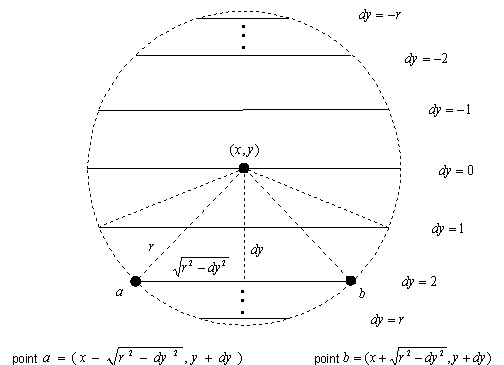 dy = −r
dy = −2
dy = −1
(x, y)
dy = 0
dy = 1
r
dy
√(r² − dy²)
a
b
dy = 2
dy = r
point a = ( x − √(r² − dy²) , y + dy )
point b = (x + √(r² − dy²), y + dy)